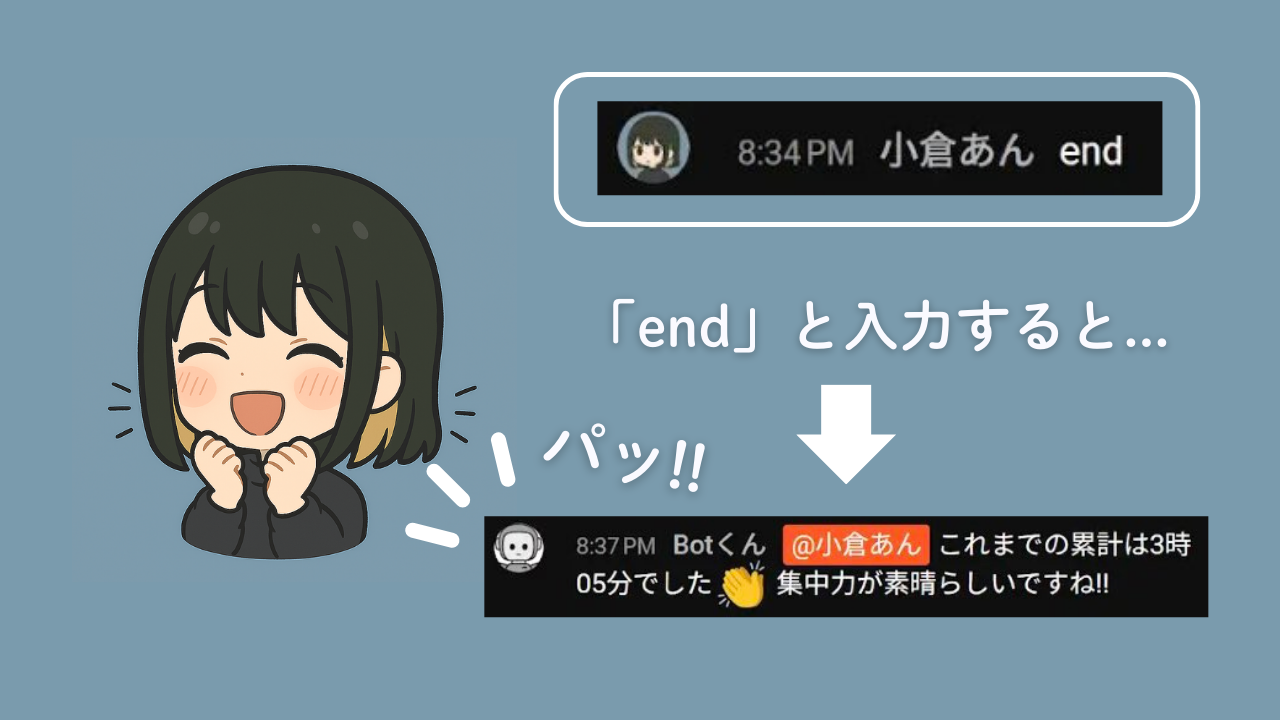 8:34 PM 小倉あん end
「end」と入力すると...
パッ!!
8:37 PM Botくん @小倉あん これまでの累計は3時
05分でした👏 集中力が素晴らしいですね!!